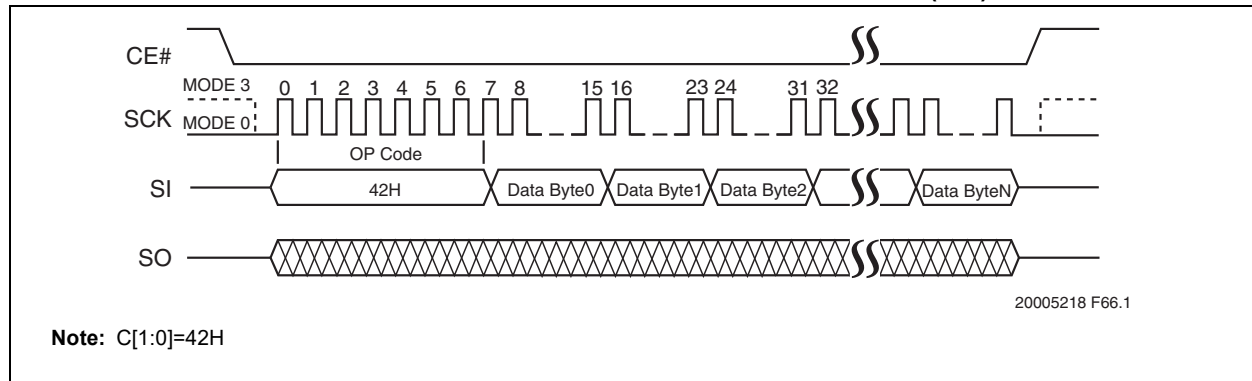 CE#
MODE 3
0 1 2 3 4 5 6 7 8 15 16 23 24 31 32
SCK
MODE 0
OP Code
SI
42H
Data Byte0
Data Byte1
Data Byte2
Data ByteN
SO
20005218 F66.1
Note: C[1:0]=42H